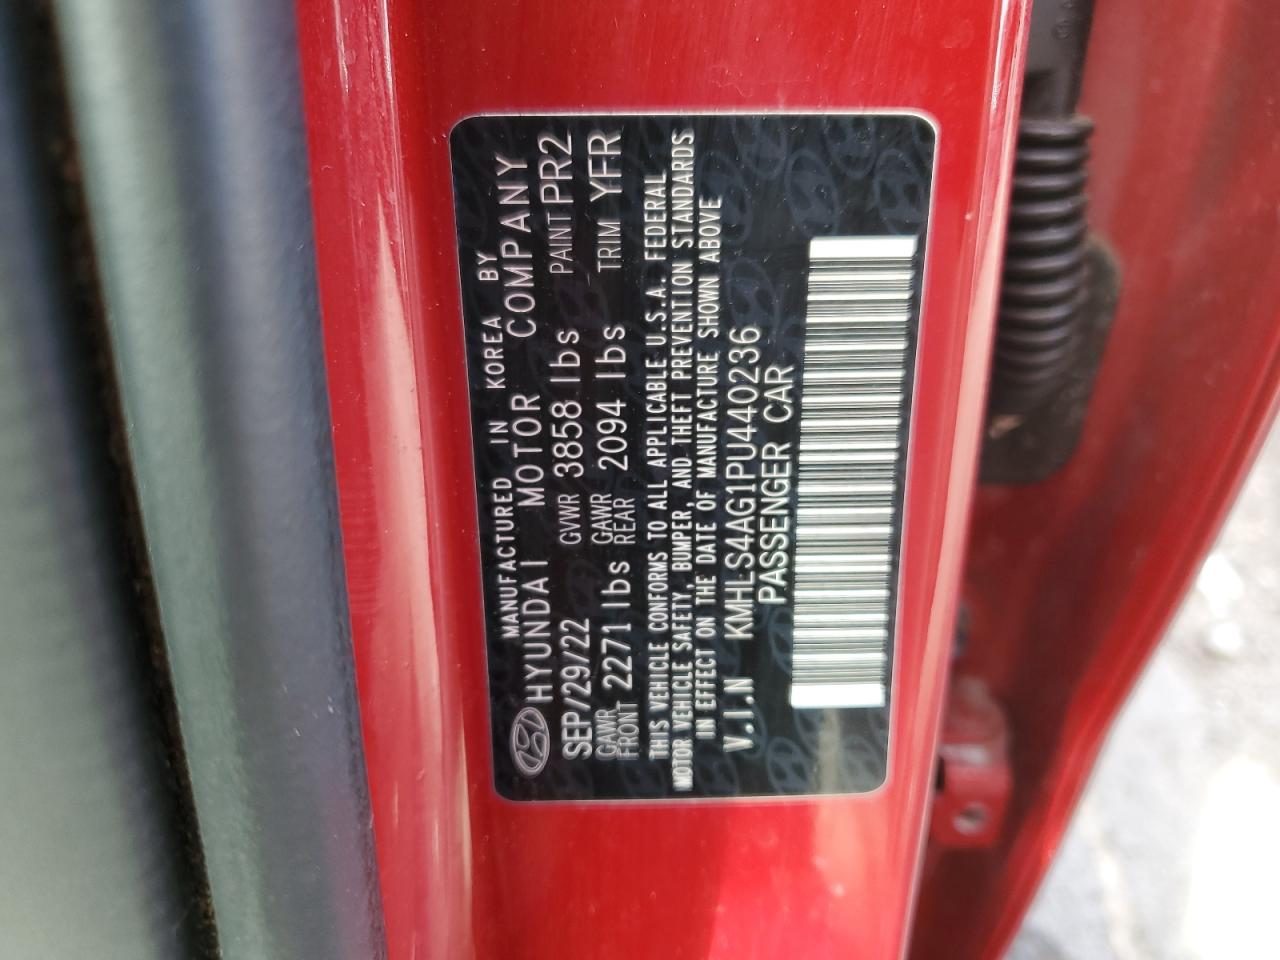 MANUFACTURED IN KOREA BY
HYUNDAI MOTOR COMPANY
SEP/29/22 GVWR 3858 lbs PAINT PR2
GAWR FRONT 2271 lbs GAWR REAR 2094 lbs TRIM YFR
THIS VEHICLE CONFORMS TO ALL APPLICABLE U.S.A. FEDERAL
MOTOR VEHICLE SAFETY, BUMPER, AND THEFT PREVENTION STANDARDS
IN EFFECT ON THE DATE OF MANUFACTURE SHOWN ABOVE
V.I.N KMHLS4AG1PU440236
PASSENGER CAR